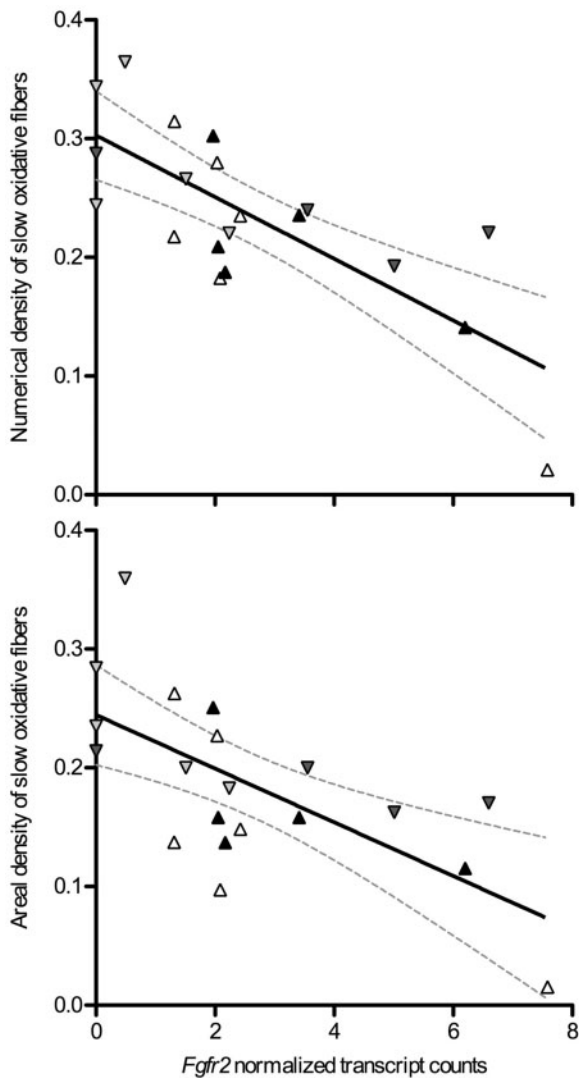 0.4
0.3
0.2
0.1
0.0
Numerical density of slow oxidative fibers
0.4
0.3
0.2
0.1
0.0
Areal density of slow oxidative fibers
0 2 4 6 8
Fgfr2 normalized transcript counts